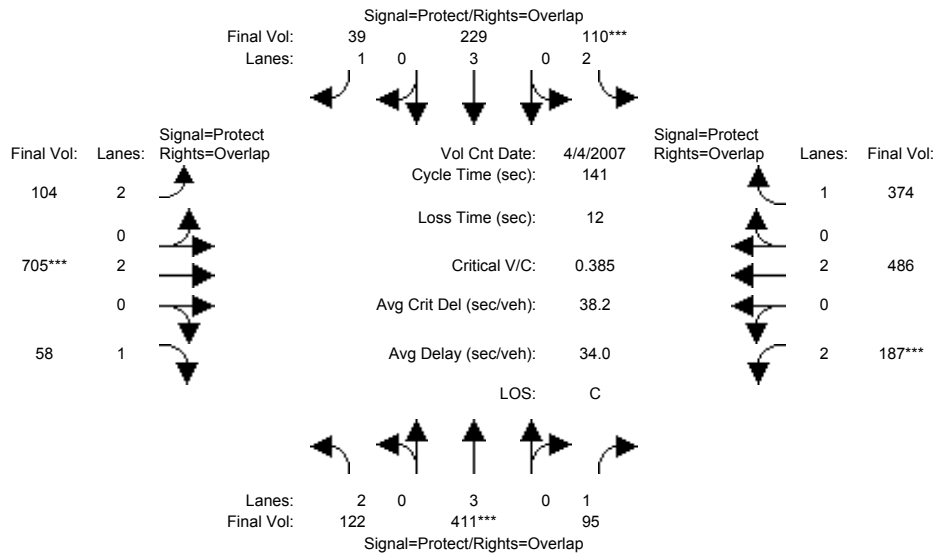 Signal=Protect/Rights=Overlap
Final Vol: 39 229 110***
Lanes: 1 0 3 0 2
Signal=Protect Signal=Protect
Final Vol: Lanes: Rights=Overlap Vol Cnt Date: 4/4/2007 Rights=Overlap Lanes: Final Vol:
Cycle Time (sec): 141
104 2 1 374
Loss Time (sec): 12
0 0
705*** 2 Critical V/C: 0.385 2 486
0 Avg Crit Del (sec/veh): 38.2 0
58 1 Avg Delay (sec/veh): 34.0 2 187***
LOS: C
Lanes: 2 0 3 0 1
Final Vol: 122 411*** 95
Signal=Protect/Rights=Overlap